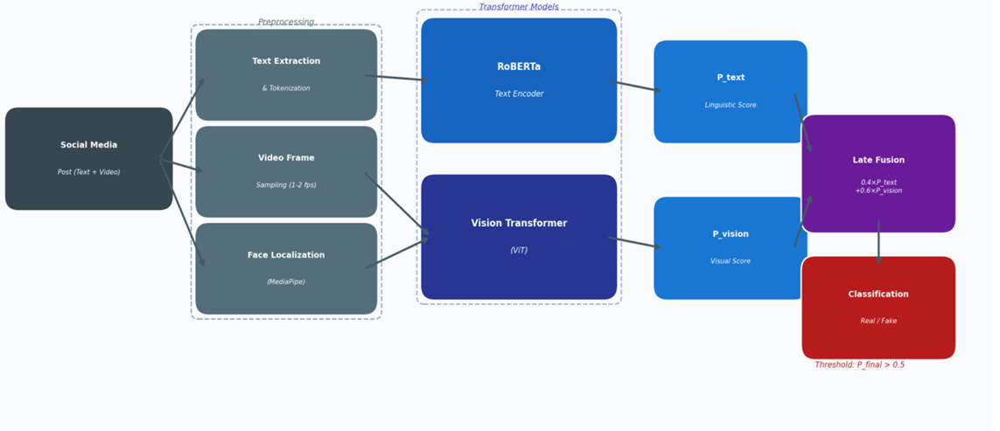 Preprocessing
Transformer Models
Social Media
Post (Text + Video)
Text Extraction
& Tokenization
Video Frame
Sampling (1-2 fps)
Face Localization
(MediaPipe)
RoBERTa
Text Encoder
Vision Transformer
(ViT)
P_text
Linguistic Score
P_vision
Visual Score
Late Fusion
0.4×P_text
+0.6×P_vision
Classification
Real / Fake
Threshold: P_final > 0.5